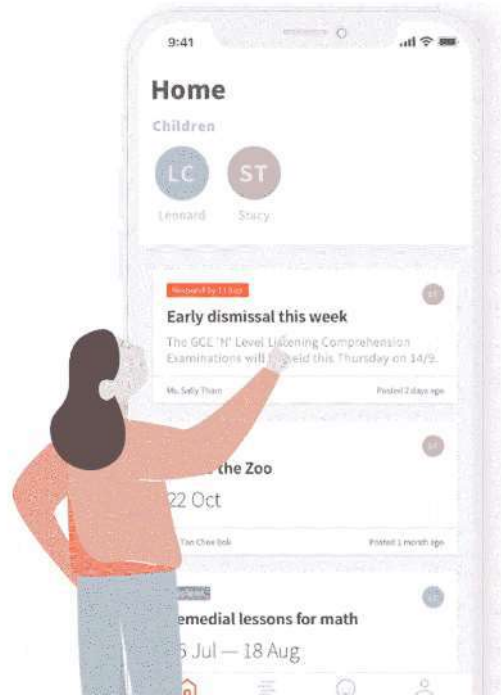 9:41
Home
Children
LC ST
Leonard Stacy
Early dismissal this week
The GCE 'N' Level Listening Comprehension
Examinations will held this Thursday on 14/9.
Ms. Sally Tham Posted 2 days ago
the Zoo
22 Oct
Tan Posted 1 month ago
emedial lessons for math
Jul — 18 Aug